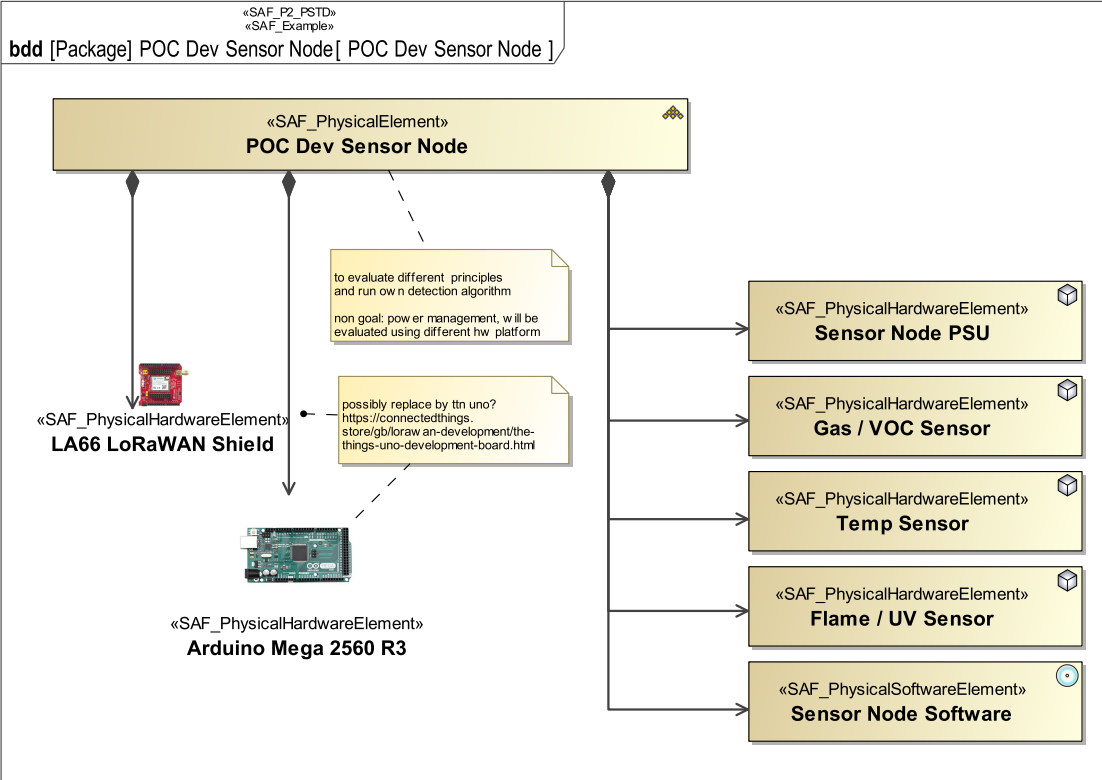 «SAF_P2_PSTD»
«SAF_Example»
bdd [Package] POC Dev Sensor Node[ POC Dev Sensor Node ]
«SAF_PhysicalElement»
POC Dev Sensor Node
to evaluate different principles
and run own detection algorithm
non goal: power management, will be
evaluated using different hw platform
«SAF_PhysicalHardwareElement»
Sensor Node PSU
«SAF_PhysicalHardwareElement»
LA66 LoRaWAN Shield
possibly replace by ttn uno?
https://connectedthings.
store/gb/lorawan-development/the-
things-uno-development-board.html
«SAF_PhysicalHardwareElement»
Gas / VOC Sensor
«SAF_PhysicalHardwareElement»
Temp Sensor
«SAF_PhysicalHardwareElement»
Flame / UV Sensor
«SAF_PhysicalHardwareElement»
Arduino Mega 2560 R3
«SAF_PhysicalSoftwareElement»
Sensor Node Software